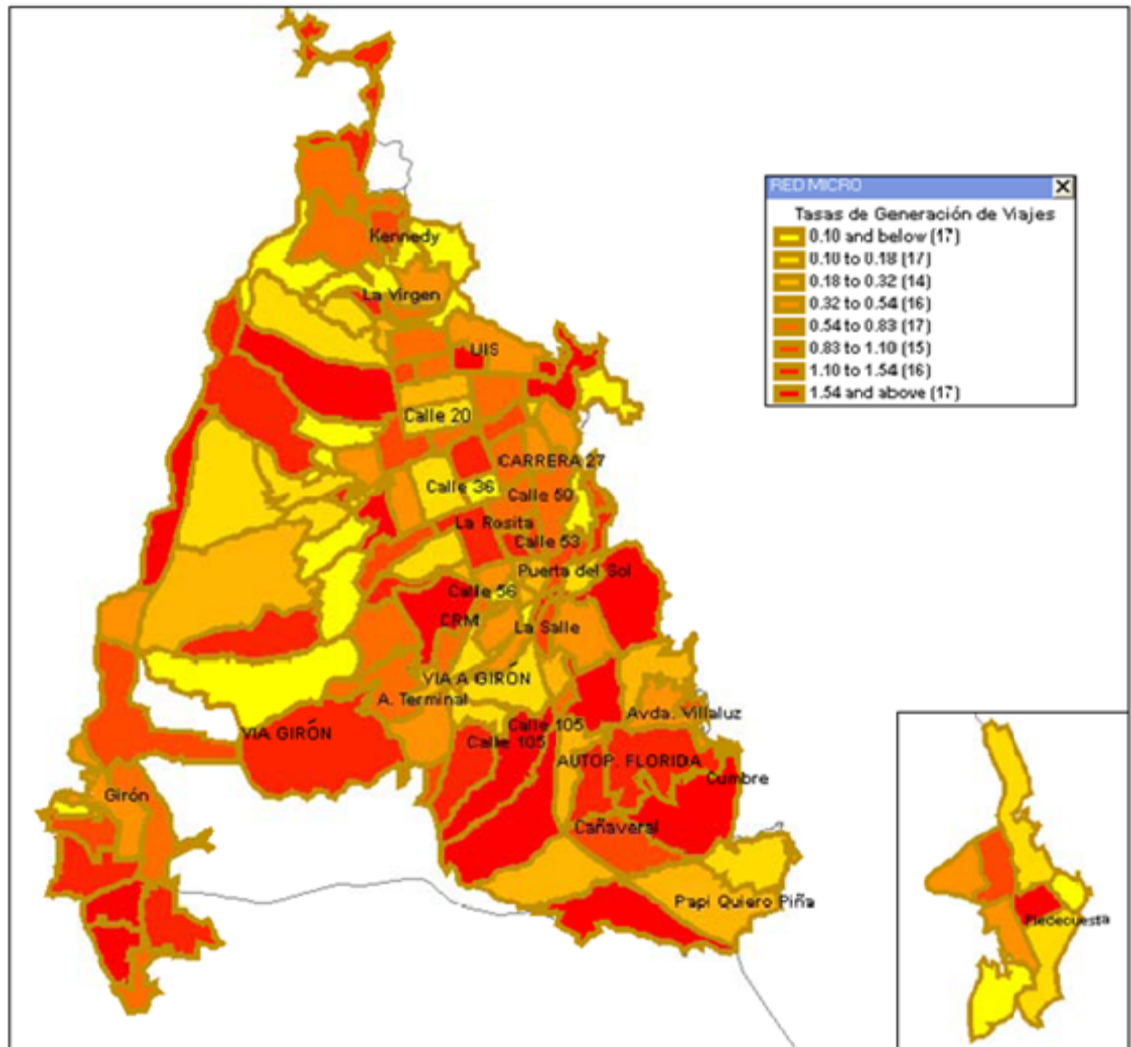 RED MICRO
Tasas de Generación de Viajes
0.10 and below (17)
0.10 to 0.18 (17)
0.18 to 0.32 (14)
0.32 to 0.54 (16)
0.54 to 0.83 (17)
0.83 to 1.10 (15)
1.10 to 1.54 (16)
1.54 and above (17)
Kennedy
La Virgen
UIS
Calle 20
CARRERA 27
Calle 36
Calle 50
La Rosita
Calle 53
Puerta del Sol
Calle 56
CRM
La Salle
VIA A GIRÓN
A. Terminal
Avda. Villaluz
Calle 105
VIA GIRÓN
Calle 105
AUTOP. FLORIDA
Cumbre
Girón
Cañaveral
Papi Quiero Piña
Piedecuesta